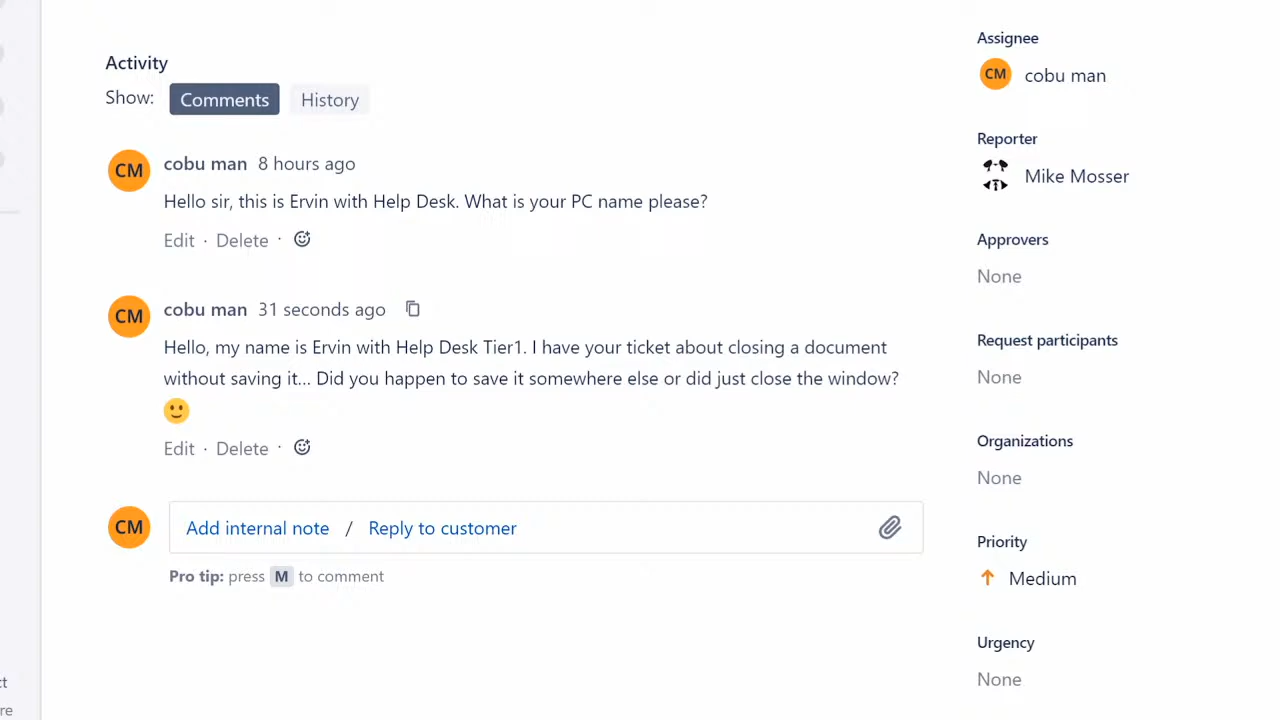 Activity
Show: Comments History
CM cobu man 8 hours ago
Hello sir, this is Ervin with Help Desk. What is your PC name please?
Edit · Delete ·
CM cobu man 31 seconds ago
Hello, my name is Ervin with Help Desk Tier1. I have your ticket about closing a document
without saving it... Did you happen to save it somewhere else or did just close the window?
Edit · Delete ·
CM Add internal note / Reply to customer
Pro tip: press M to comment
Assignee
CM cobu man
Reporter
Mike Mosser
Approvers
None
Request participants
None
Organizations
None
Priority
Medium
Urgency
None
ct
re